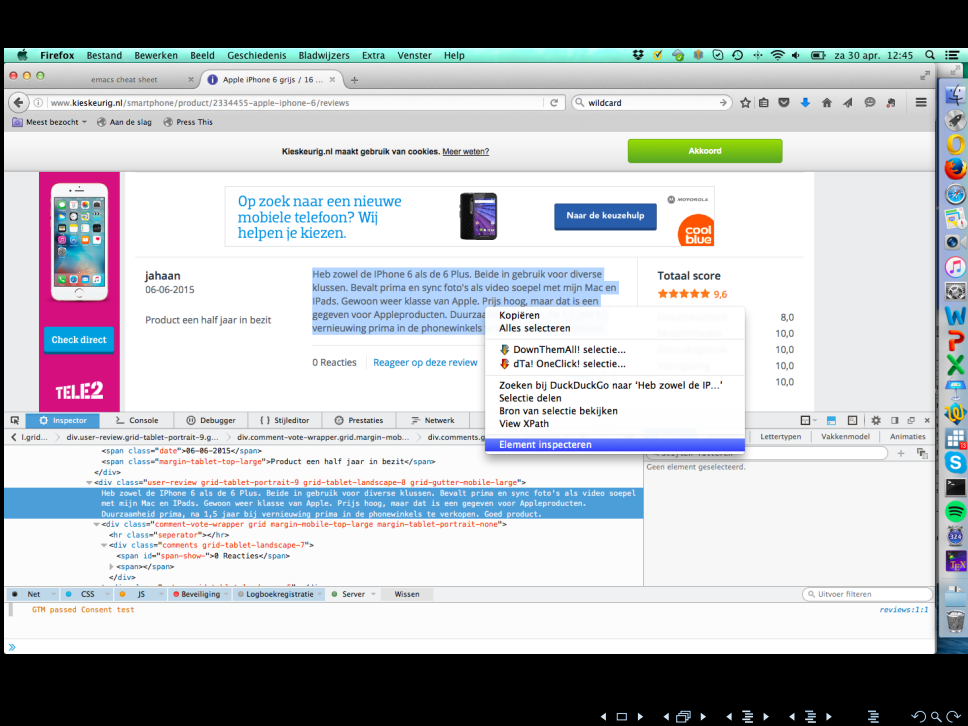 Firefox Bestand Bewerken Beeld Geschiedenis Bladwijzers Extra Venster Help za 30 apr. 12:45
emacs cheat sheet × Apple iPhone 6 grijs / 16 ... × +
www.kieskeurig.nl/smartphone/product/2334455-apple-iphone-6/reviews wildcard
Meest bezocht Aan de slag Press This
Kieskeurig.nl maakt gebruik van cookies. Meer weten? Akkoord
Op zoek naar een nieuwe
mobiele telefoon? Wij
helpen je kiezen.
Naar de keuzehulp
MOTOROLA
cool
blue
Check direct
TELE2
jahaan
06-06-2015
Product een half jaar in bezit
Heb zowel de IPhone 6 als de 6 Plus. Beide in gebruik voor diverse
klussen. Bevalt prima en sync foto's als video soepel met mijn Mac en
IPads. Gewoon weer klasse van Apple. Prijs hoog, maar dat is een
gegeven voor Appleproducten. Duurzaa
vernieuwing prima in de phonewinkels
0 Reacties Reageer op deze review
Totaal score
9,6
8,0
10,0
10,0
10,0
10,0
Kopiëren
Alles selecteren
DownThemAll! selectie...
dTa! OneClick! selectie...
Zoeken bij DuckDuckGo naar 'Heb zowel de IP...'
Selectie delen
Bron van selectie bekijken
View XPath
Element inspecteren
Inspector Console Debugger Stijleditor Prestaties Netwerk
l.grid... div.user-review.grid-tablet-portrait-9.g... div.comment-vote-wrapper.grid.margin-mob... div.comments.g
Lettertypen Vakkenmodel Animaties
Geen element geselecteerd.
<span class="date">06-06-2015</span>
<span class="margin-tablet-top-large">Product een half jaar in bezit</span>
</div>
<div class="user-review grid-tablet-portrait-9 grid-tablet-landscape-8 grid-gutter-mobile-large">
Heb zowel de IPhone 6 als de 6 Plus. Beide in gebruik voor diverse klussen. Bevalt prima en sync foto's als video soepel
met mijn Mac en IPads. Gewoon weer klasse van Apple. Prijs hoog, maar dat is een gegeven voor Appleproducten.
Duurzaamheid prima, na 1,5 jaar bij vernieuwing prima in de phonewinkels te verkopen. Goed product.
<div class="comment-vote-wrapper grid margin-mobile-top-large margin-tablet-portrait-none">
<hr class="seperator"></hr>
<div class="comments grid-tablet-landscape-7">
<span id="span-show-">0 Reacties</span>
<span></span>
</div>
Net CSS JS Beveiliging Logboekregistratie Server Wissen Uitvoer filteren
GTM passed Consent test reviews:1:1